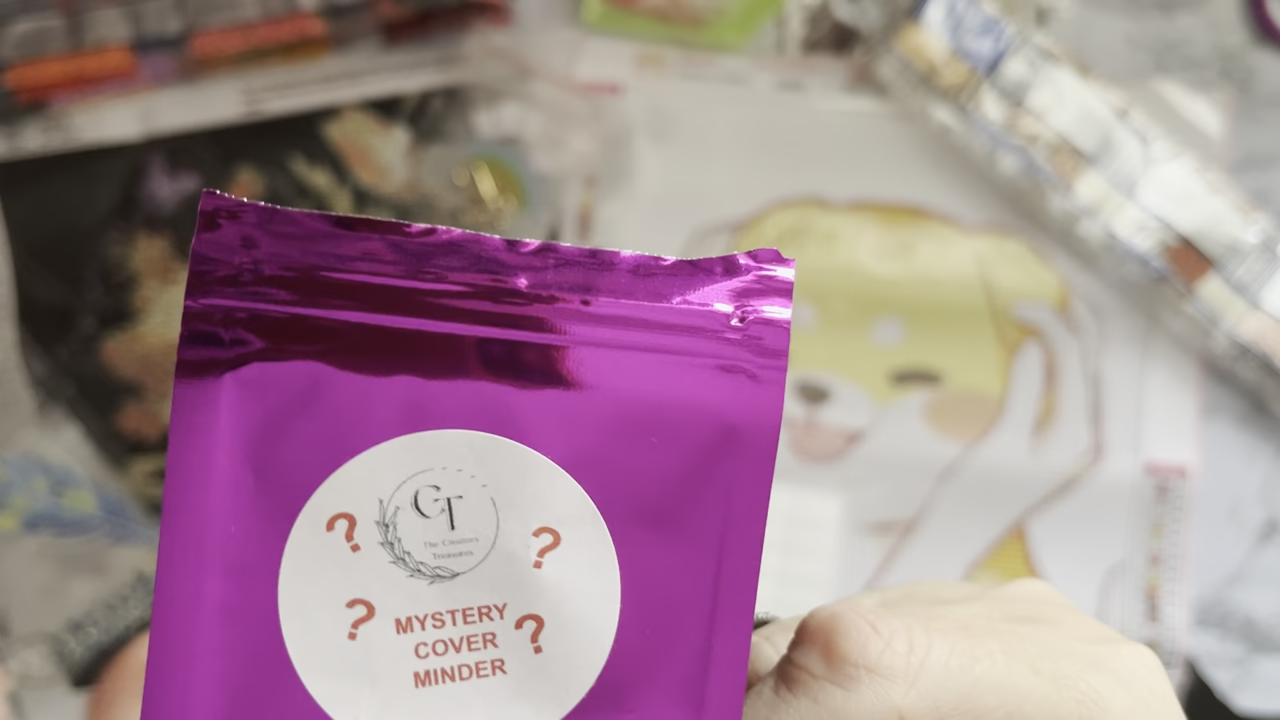 ? ?
CT
The Creators
Treasures
? ?
MYSTERY
COVER
MINDER